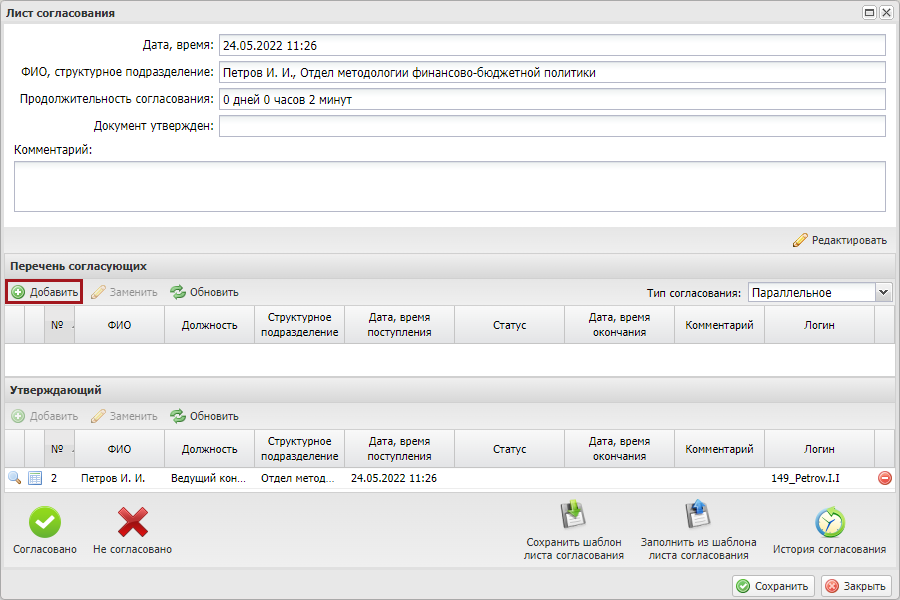 Лист согласования
Дата, время: 24.05.2022 11:26
ФИО, структурное подразделение: Петров И. И., Отдел методологии финансово-бюджетной политики
Продолжительность согласования: 0 дней 0 часов 2 минут
Документ утвержден:
Комментарий:
Редактировать
Перечень согласующих
Добавить Заменить Обновить Тип согласования: Параллельное
№ ФИО Должность Структурное подразделение Дата, время поступления Статус Дата, время окончания Комментарий Логин
Утверждающий
Добавить Заменить Обновить
№ ФИО Должность Структурное подразделение Дата, время поступления Статус Дата, время окончания Комментарий Логин
2 Петров И. И. Ведущий кон... Отдел метод... 24.05.2022 11:26 149_Petrov.I.I
Согласовано Не согласовано Сохранить шаблон листа согласования Заполнить из шаблона листа согласования История согласования
Сохранить Закрыть